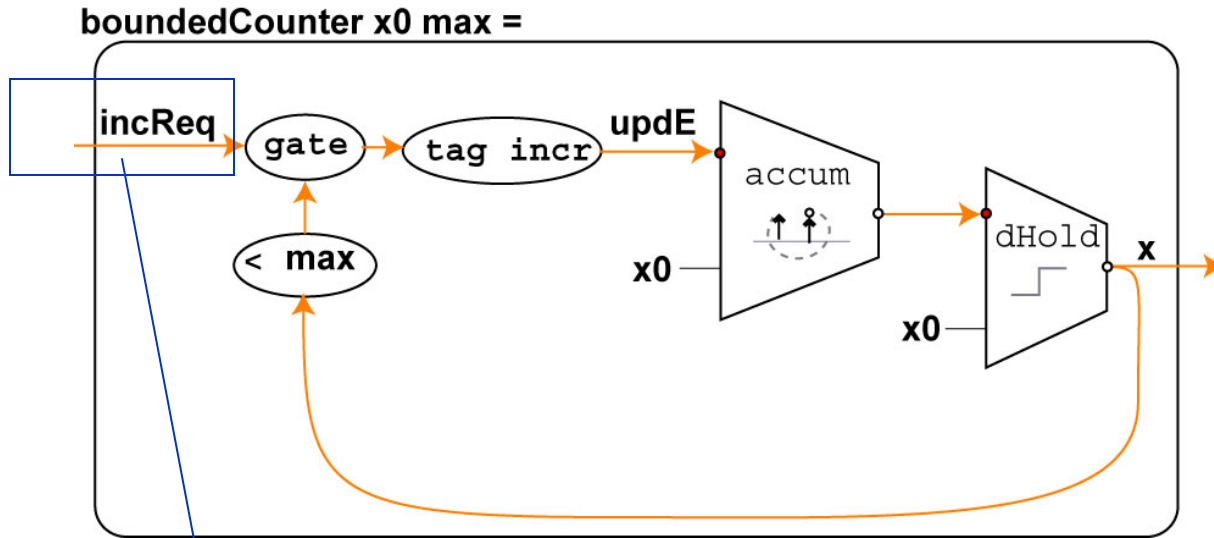 boundedCounter x0 max =
incReq
gate
tag incr
updE
accum
dHold
< max
x0
x
x0